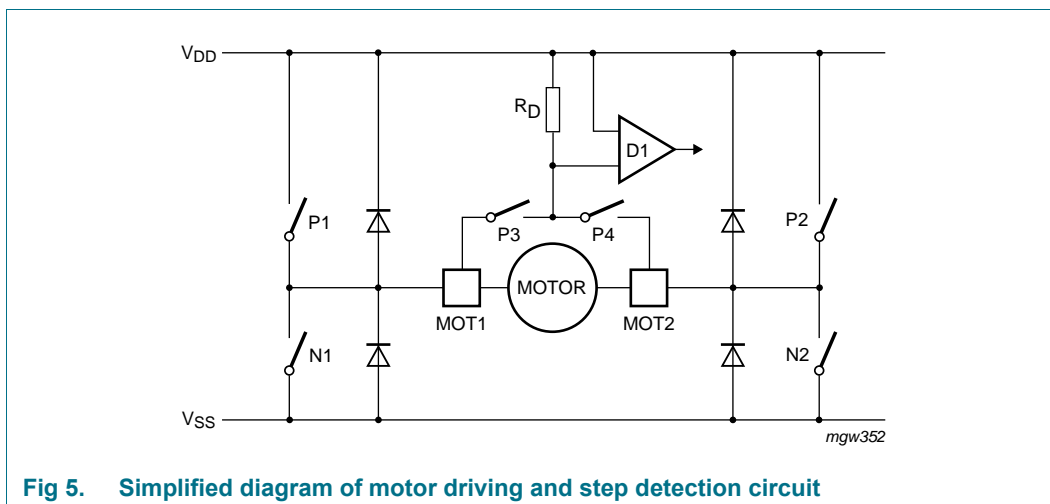 VDD
RD
D1
P1
P3
P4
P2
MOTOR
MOT1
MOT2
N1
N2
VSS
mgw352
Fig 5. Simplified diagram of motor driving and step detection circuit